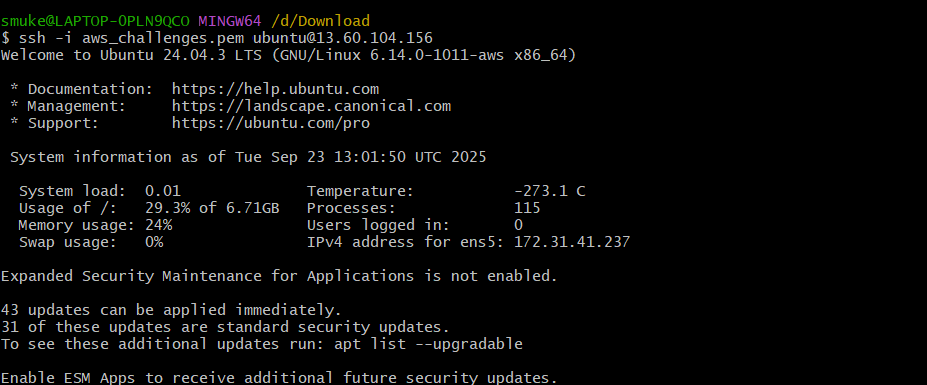 smuke@LAPTOP-0PLN9QCO MINGW64 /d/Download
$ ssh -i aws_challenges.pem ubuntu@13.60.104.156
Welcome to Ubuntu 24.04.3 LTS (GNU/Linux 6.14.0-1011-aws x86_64)
* Documentation:  https://help.ubuntu.com
* Management:     https://landscape.canonical.com
* Support:        https://ubuntu.com/pro
System information as of Tue Sep 23 13:01:50 UTC 2025
System load:  0.01              Temperature:           -273.1 C
Usage of /:   29.3% of 6.71GB   Processes:             115
Memory usage: 24%               Users logged in:       0
Swap usage:   0%                IPv4 address for ens5: 172.31.41.237
Expanded Security Maintenance for Applications is not enabled.
43 updates can be applied immediately.
31 of these updates are standard security updates.
To see these additional updates run: apt list --upgradable
Enable ESM Apps to receive additional future security updates.